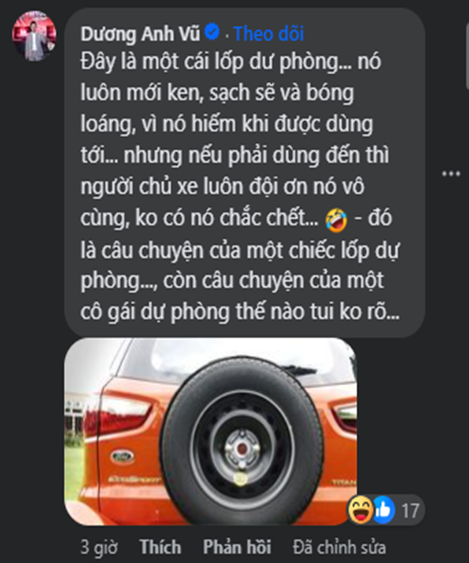 Dương Anh Vũ · Theo dõi
Đây là một cái lốp dư phòng... nó
luôn mới ken, sạch sẽ và bóng
loáng, vì nó hiếm khi được dùng
tới... nhưng nếu phải dùng đến thì
người chủ xe luôn đội ơn nó vô
cùng, ko có nó chắc chết... 🤣 - đó
là câu chuyện của một chiếc lốp dự
phòng..., còn câu chuyện của một
cô gái dự phòng thế nào tui ko rõ...
Ford
ECOSPORT
TITAN
17
3 giờ Thích Phản hồi Đã chỉnh sửa